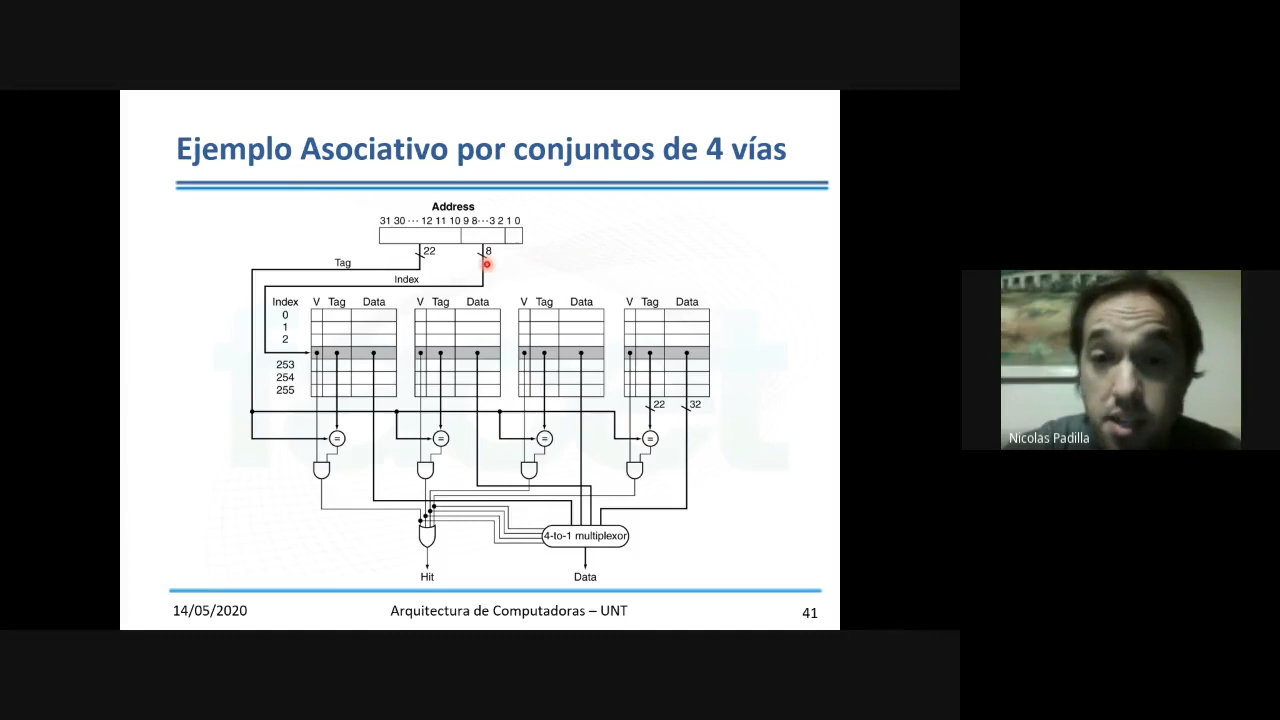 Ejemplo Asociativo por conjuntos de 4 vías
Address
31 30 ··· 12 11 10 9 8 ··· 3 2 1 0
22
8
Tag
Index
Index V Tag Data V Tag Data V Tag Data V Tag Data
0
1
2
253
254
255
22
32
=
=
=
=
4-to-1 multiplexor
Hit
Data
14/05/2020
Arquitectura de Computadoras – UNT
41
Nicolas Padilla